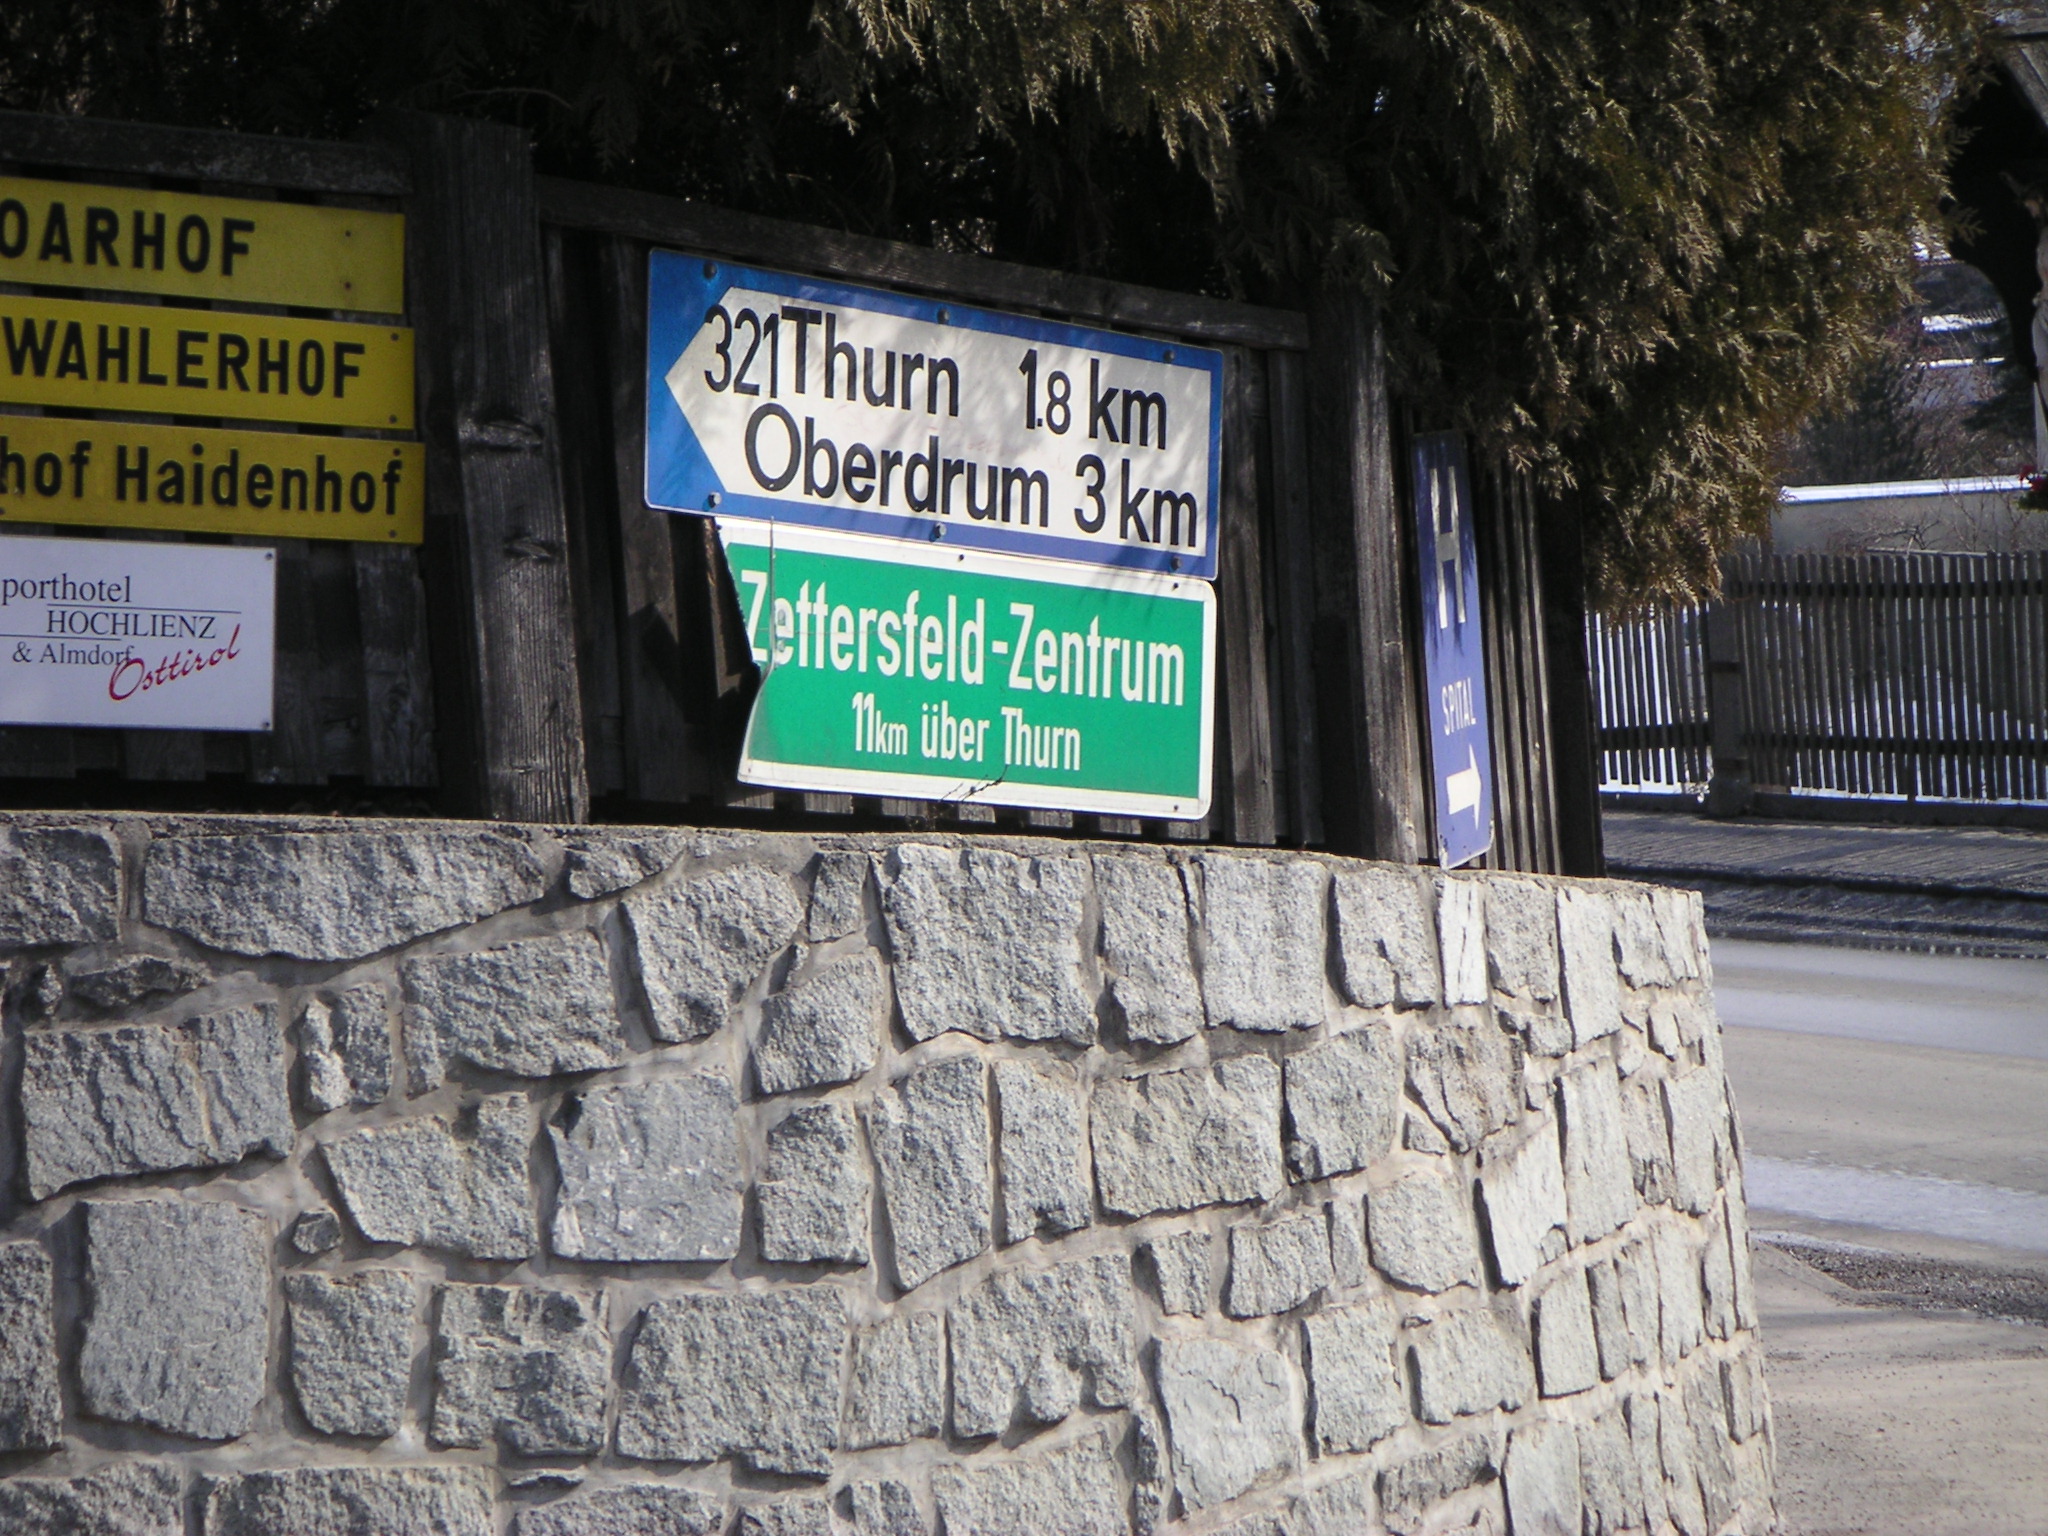 OARHOF
WAHLERHOF
hof Haidenhof
porthotel
HOCHLIENZ
& Almdorf
Osttirol
321 Thurn 1.8 km
Oberdrum 3 km
Zettersfeld-Zentrum
11km über Thurn
H
SPITAL